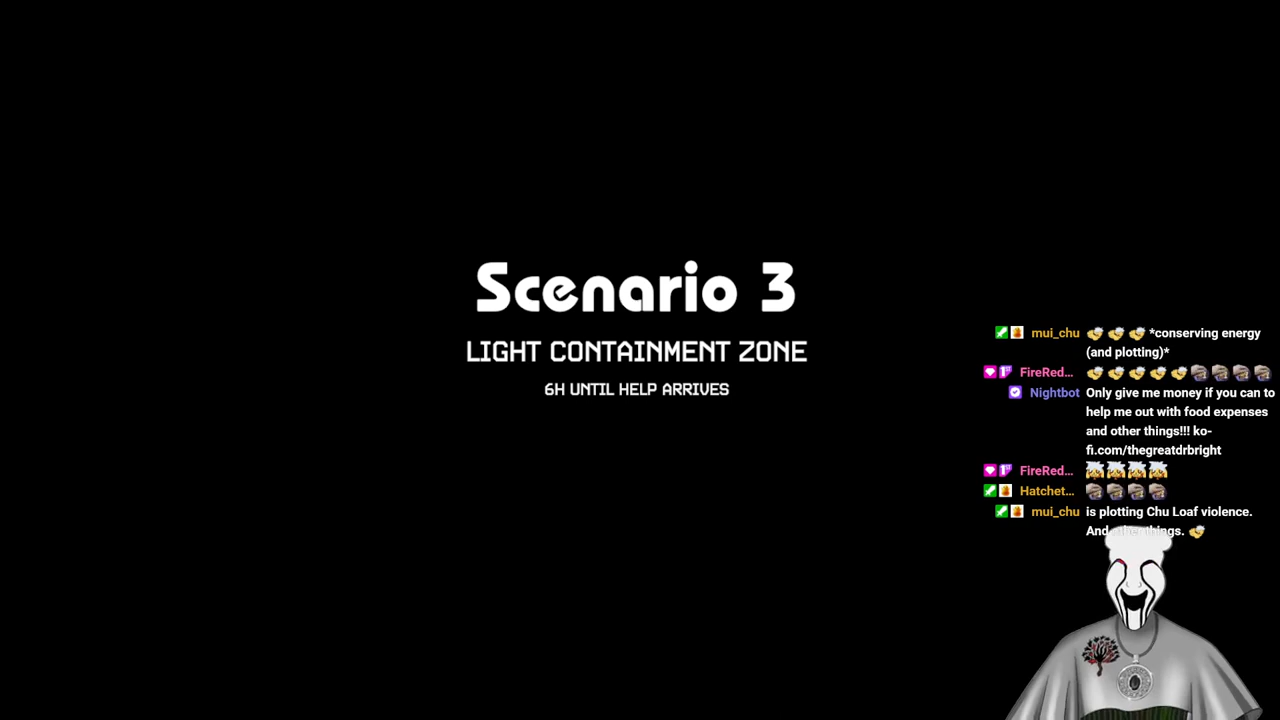 Scenario 3
LIGHT CONTAINMENT ZONE
6H UNTIL HELP ARRIVES
mui_chu *conserving energy
(and plotting)*
FireRed...
Nightbot Only give me money if you can to
help me out with food expenses
and other things!!! ko-
fi.com/thegreatdrbright
FireRed...
Hatchet...
mui_chu is plotting Chu Loaf violence.
And other things.